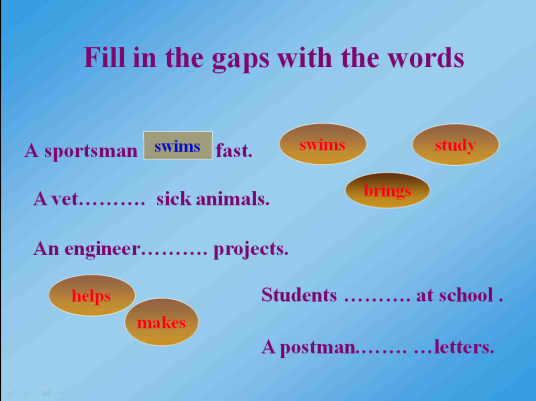 Fill in the gaps with the words
A sportsman swims fast.
swims
study
brings
A vet………. sick animals.
An engineer………. projects.
helps
makes
Students ………. at school .
A postman…….. …letters.